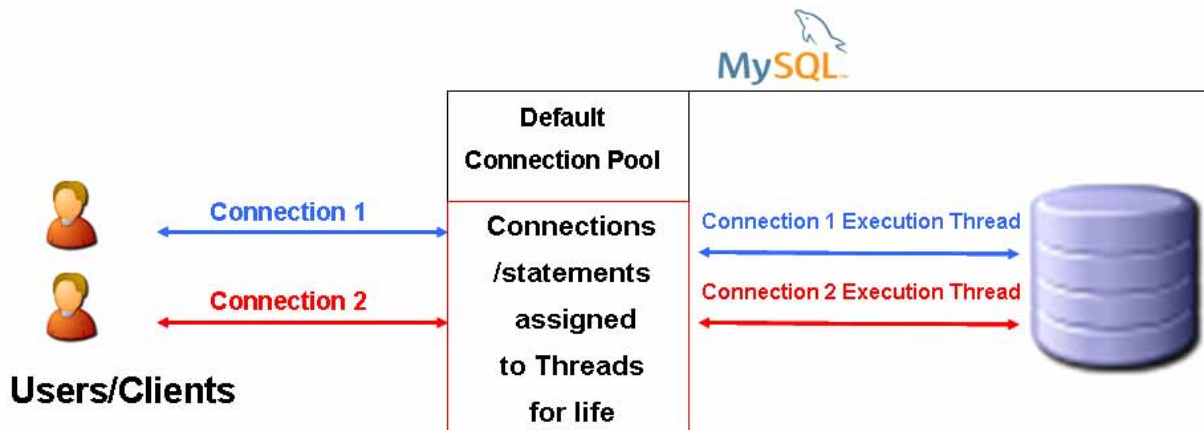 MySQL
Default
Connection Pool
Connection 1
Connection 2
Users/Clients
Connections
/statements
assigned
to Threads
for life
Connection 1 Execution Thread
Connection 2 Execution Thread